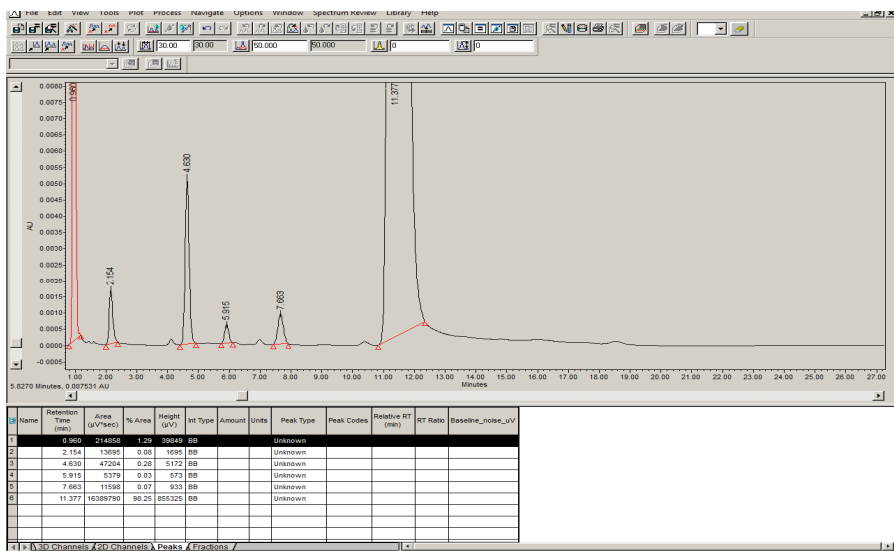 File Edit View Tools Plot Process Navigate Options Window Spectrum Review Library Help
30.00 30.00 50.000 50.000 0 0
0.0080
0.0075
0.0070
0.0065
0.0060
0.0055
0.0050
0.0045
0.0040
0.0035
0.0030
0.0025
0.0020
0.0015
0.0010
0.0005
0.0000
-0.0005
AU
0.960
2.154
4.630
5.915
7.663
11.377
1.00 2.00 3.00 4.00 5.00 6.00 7.00 8.00 9.00 10.00 11.00 12.00 13.00 14.00 15.00 16.00 17.00 18.00 19.00 20.00 21.00 22.00 23.00 24.00 25.00 26.00 27.00
Minutes
5.8270 Minutes, 0.007531 AU
Name Retention Time (min) Area (µV*sec) % Area Height (µV) Int Type Amount Units Peak Type Peak Codes Relative RT (min) RT Ratio Baseline_noise_uV
1 0.960 214858 1.29 39849 BB Unknown
2 2.154 13695 0.08 1695 BB Unknown
3 4.630 47204 0.28 5172 BB Unknown
4 5.915 5379 0.03 573 BB Unknown
5 7.663 11598 0.07 933 BB Unknown
6 11.377 16389790 98.25 855325 BB Unknown
3D Channels 2D Channels Peaks Fractions